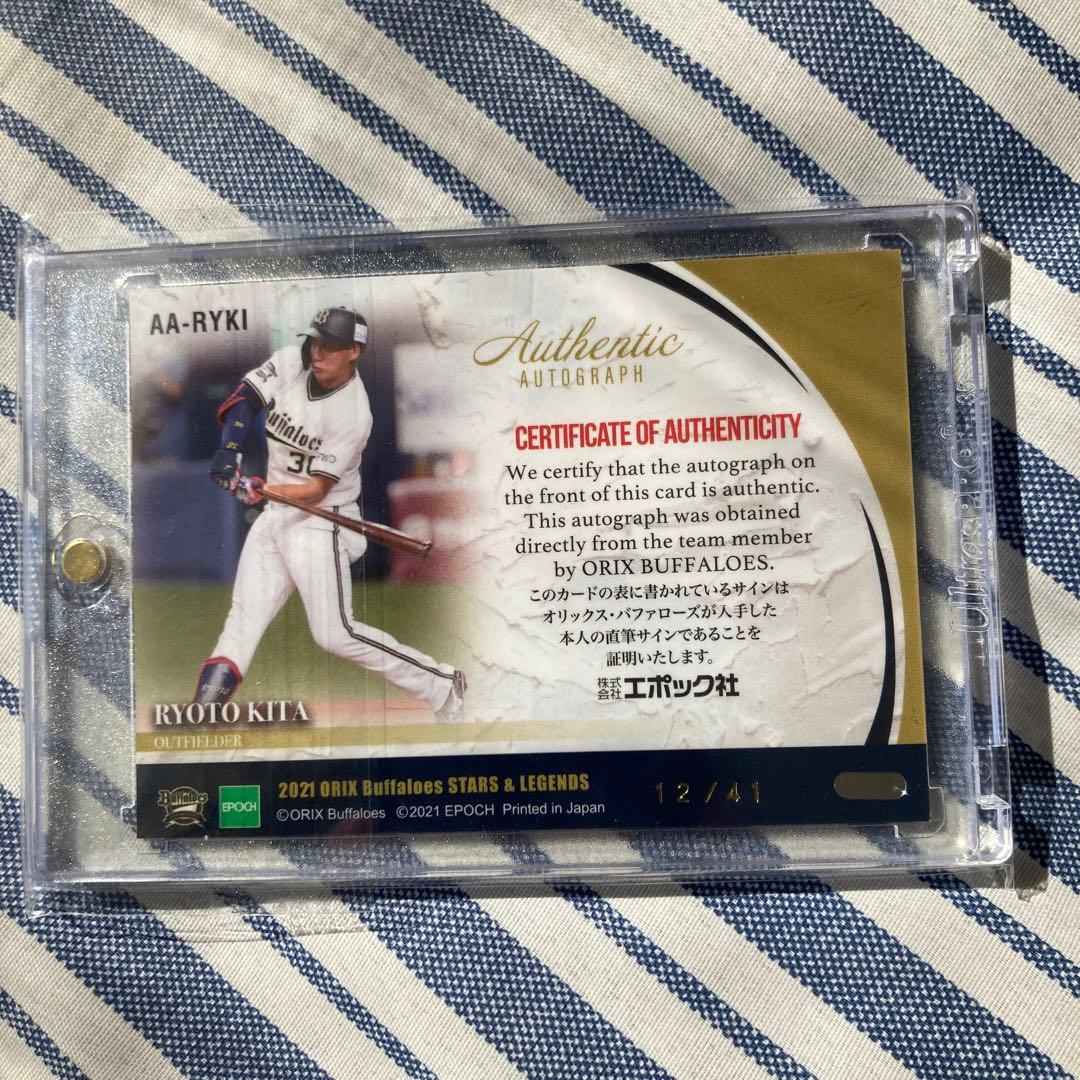 AA-RYKI
B
Buffaloes
Authentic
AUTOGRAPH
CERTIFICATE OF AUTHENTICITY
We certify that the autograph on
the front of this card is authentic.
This autograph was obtained
directly from the team member
by ORIX BUFFALOES.
このカードの表に書かれているサインは
オリックス・バファローズが入手した
本人の直筆サインであることを
証明いたします。
株式会社 エポック社
RYOTO KITA
OUTFIELDER
Buffaloes
EPOCH
2021 ORIX Buffaloes STARS & LEGENDS
©ORIX Buffaloes ©2021 EPOCH Printed in Japan
12/41